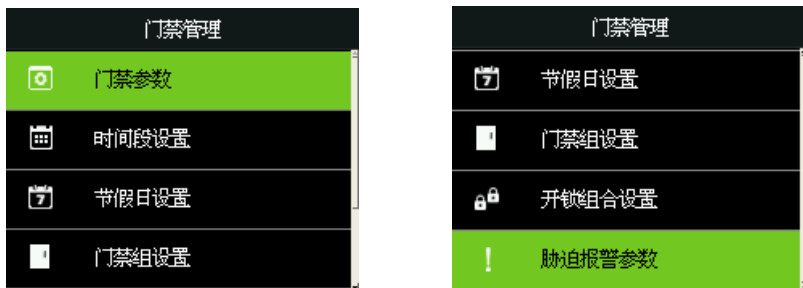 门禁管理
门禁参数
时间段设置
节假日设置
门禁组设置
门禁管理
节假日设置
门禁组设置
开锁组合设置
胁迫报警参数